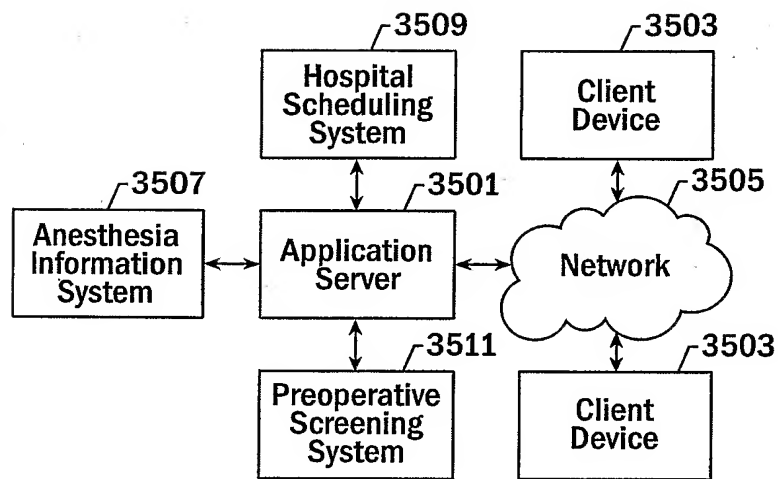 3509
Hospital
Scheduling
System
3503
Client
Device
3507
Anesthesia
Information
System
3501
Application
Server
3505
Network
3511
Preoperative
Screening
System
3503
Client
Device